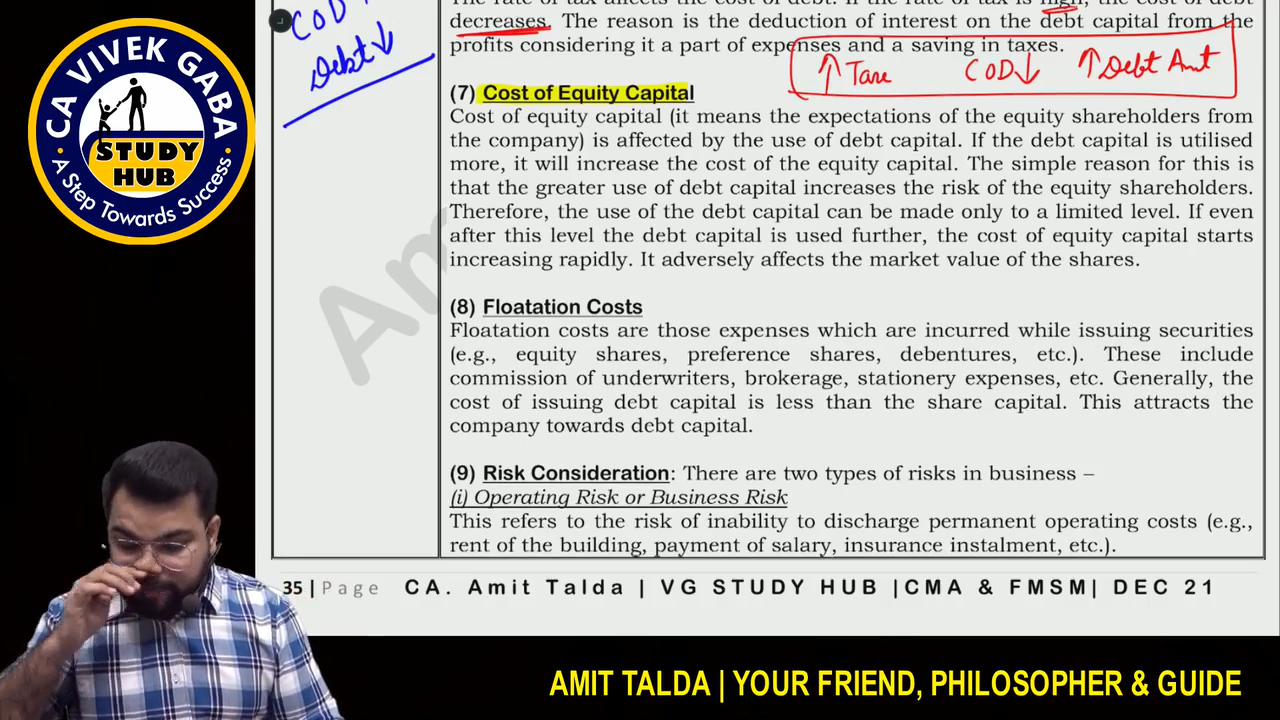 COD
Debt ↓
The rate of tax affects the cost of debt. If the rate of tax is high, the cost of debt
decreases. The reason is the deduction of interest on the debt capital from the
profits considering it a part of expenses and a saving in taxes.
↑ Taxe COD↓ ↑ Debt Amt
(7) Cost of Equity Capital
Cost of equity capital (it means the expectations of the equity shareholders from
the company) is affected by the use of debt capital. If the debt capital is utilised
more, it will increase the cost of the equity capital. The simple reason for this is
that the greater use of debt capital increases the risk of the equity shareholders.
Therefore, the use of the debt capital can be made only to a limited level. If even
after this level the debt capital is used further, the cost of equity capital starts
increasing rapidly. It adversely affects the market value of the shares.
(8) Floatation Costs
Floatation costs are those expenses which are incurred while issuing securities
(e.g., equity shares, preference shares, debentures, etc.). These include
commission of underwriters, brokerage, stationery expenses, etc. Generally, the
cost of issuing debt capital is less than the share capital. This attracts the
company towards debt capital.
(9) Risk Consideration: There are two types of risks in business –
(i) Operating Risk or Business Risk
This refers to the risk of inability to discharge permanent operating costs (e.g.,
rent of the building, payment of salary, insurance instalment, etc.).
35 | Page CA. Amit Talda | VG STUDY HUB |CMA & FMSM| DEC 21
CA VIVEK GABA
STUDY
HUB
• A Step Towards Success •
Am
AMIT TALDA | YOUR FRIEND, PHILOSOPHER & GUIDE